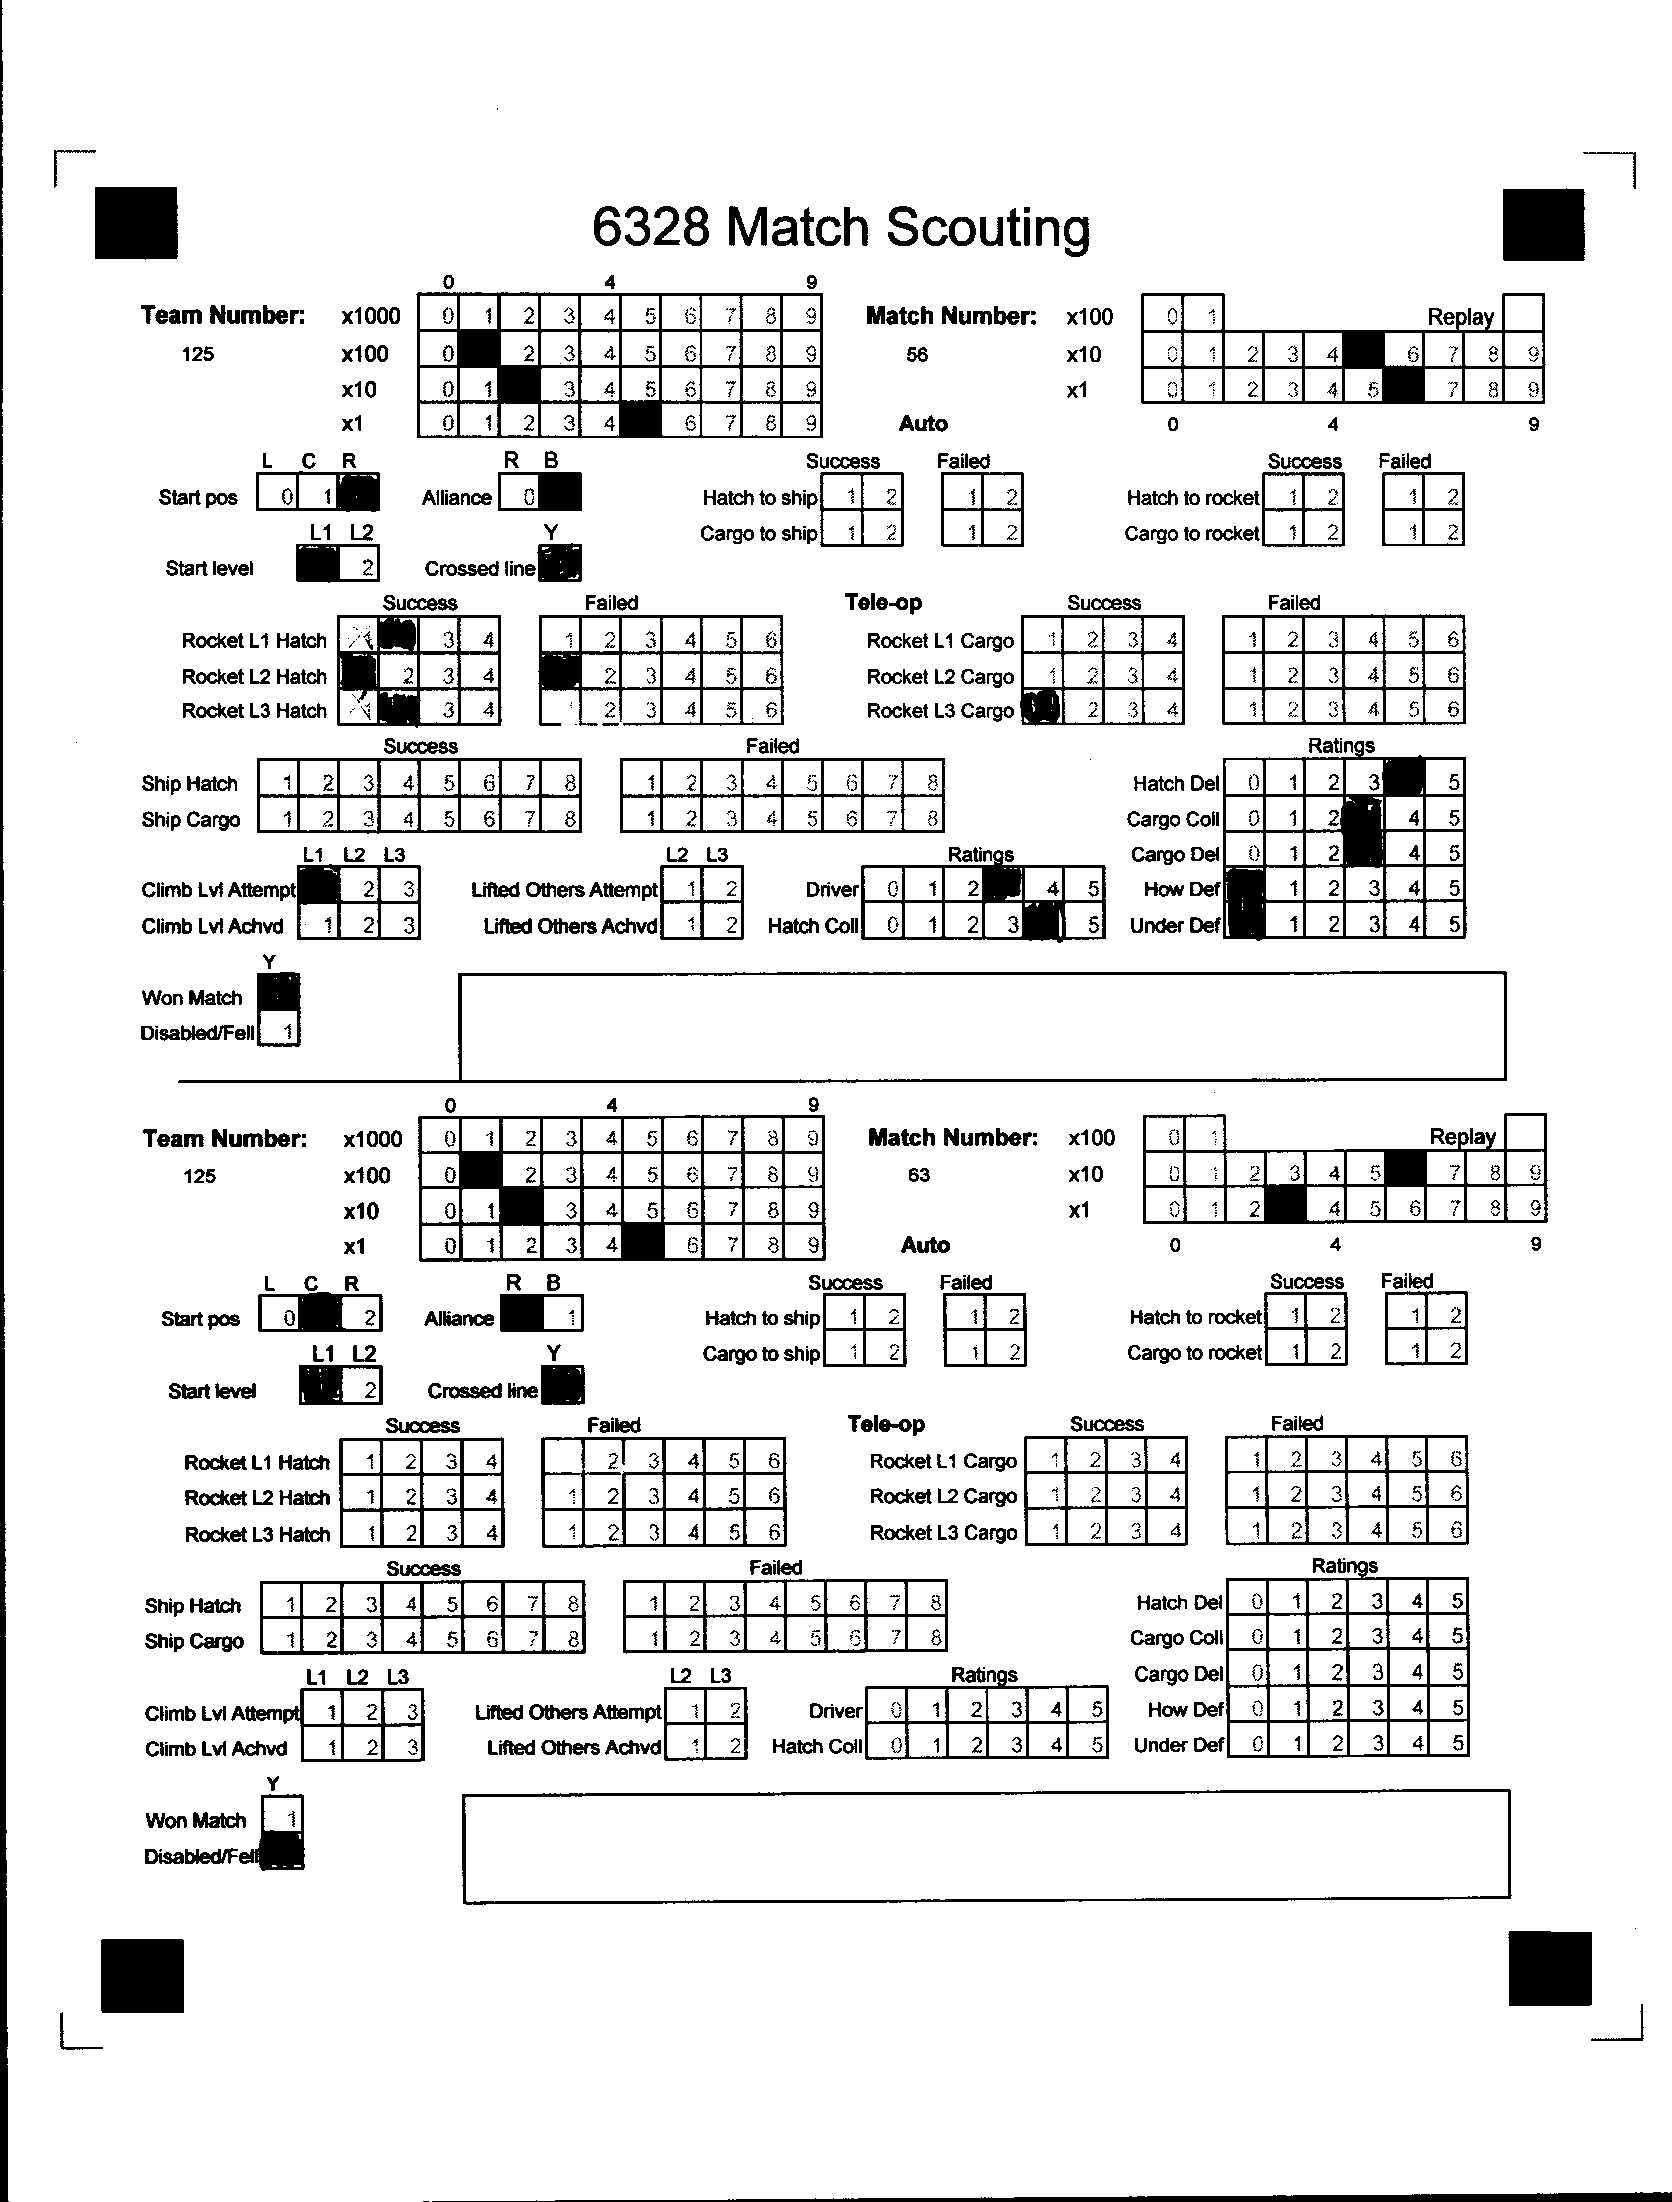 6328 Match Scouting
0 4 9
Team Number: x1000 0 1 2 3 4 5 6 7 8 9 Match Number: x100 0 1 Replay
125 x100 0 2 3 4 5 6 7 8 9 56 x10 0 1 2 3 4 6 7 8 9
x10 0 1 3 4 5 6 7 8 9 x1 0 1 2 3 4 5 7 8 9
x1 0 1 2 3 4 6 7 8 9 Auto 0 4 9
L C R R B Success Failed Success Failed
Start pos 0 1 Alliance 0 Hatch to ship 1 2 1 2 Hatch to rocket 1 2 1 2
L1 L2 Y Cargo to ship 1 2 1 2 Cargo to rocket 1 2 1 2
Start level 2 Crossed line
Success Failed Tele-op Success Failed
Rocket L1 Hatch 1 3 4 1 2 3 4 5 6 Rocket L1 Cargo 1 2 3 4 1 2 3 4 5 6
Rocket L2 Hatch 2 3 4 2 3 4 5 6 Rocket L2 Cargo 1 2 3 4 1 2 3 4 5 6
Rocket L3 Hatch 1 3 4 1 2 3 4 5 6 Rocket L3 Cargo 2 3 4 1 2 3 4 5 6
Success Failed Ratings
Ship Hatch 1 2 3 4 5 6 7 8 1 2 3 4 5 6 7 8 Hatch Del 0 1 2 3 5
Ship Cargo 1 2 3 4 5 6 7 8 1 2 3 4 5 6 7 8 Cargo Coll 0 1 2 4 5
L1 L2 L3 L2 L3 Ratings Cargo Del 0 1 2 4 5
Climb Lvl Attempt 2 3 Lifted Others Attempt 1 2 Driver 0 1 2 4 5 How Def 1 2 3 4 5
Climb Lvl Achvd 1 2 3 Lifted Others Achvd 1 2 Hatch Coll 0 1 2 3 5 Under Def 1 2 3 4 5
Y
Won Match
Disabled/Fell 1
0 4 9
Team Number: x1000 0 1 2 3 4 5 6 7 8 9 Match Number: x100 0 1 Replay
125 x100 0 2 3 4 5 6 7 8 9 63 x10 0 1 2 3 4 5 7 8 9
x10 0 1 3 4 5 6 7 8 9 x1 0 1 2 4 5 6 7 8 9
x1 0 1 2 3 4 6 7 8 9 Auto 0 4 9
L C R R B Success Failed Success Failed
Start pos 0 2 Alliance 1 Hatch to ship 1 2 1 2 Hatch to rocket 1 2 1 2
L1 L2 Y Cargo to ship 1 2 1 2 Cargo to rocket 1 2 1 2
Start level 2 Crossed line
Success Failed Tele-op Success Failed
Rocket L1 Hatch 1 2 3 4 2 3 4 5 6 Rocket L1 Cargo 1 2 3 4 1 2 3 4 5 6
Rocket L2 Hatch 1 2 3 4 1 2 3 4 5 6 Rocket L2 Cargo 1 2 3 4 1 2 3 4 5 6
Rocket L3 Hatch 1 2 3 4 1 2 3 4 5 6 Rocket L3 Cargo 1 2 3 4 1 2 3 4 5 6
Success Failed Ratings
Ship Hatch 1 2 3 4 5 6 7 8 1 2 3 4 5 6 7 8 Hatch Del 0 1 2 3 4 5
Ship Cargo 1 2 3 4 5 6 7 8 1 2 3 4 5 6 7 8 Cargo Coll 0 1 2 3 4 5
L1 L2 L3 L2 L3 Ratings Cargo Del 0 1 2 3 4 5
Climb Lvl Attempt 1 2 3 Lifted Others Attempt 1 2 Driver 0 1 2 3 4 5 How Def 0 1 2 3 4 5
Climb Lvl Achvd 1 2 3 Lifted Others Achvd 1 2 Hatch Coll 0 1 2 3 4 5 Under Def 0 1 2 3 4 5
Y
Won Match 1
Disabled/Fell